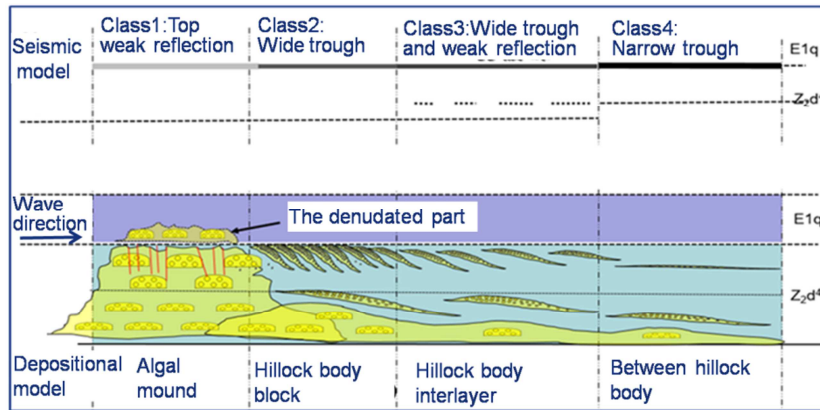 Seismic
model
Class1:Top
weak reflection
Class2:
Wide trough
Class3:Wide trough
and weak reflection
Class4:
Narrow trough
E1q
Z₂d⁴
Wave
direction
The denudated part
E1q
Z₂d⁴
Depositional
model
Algal
mound
Hillock body
block
Hillock body
interlayer
Between hillock
body